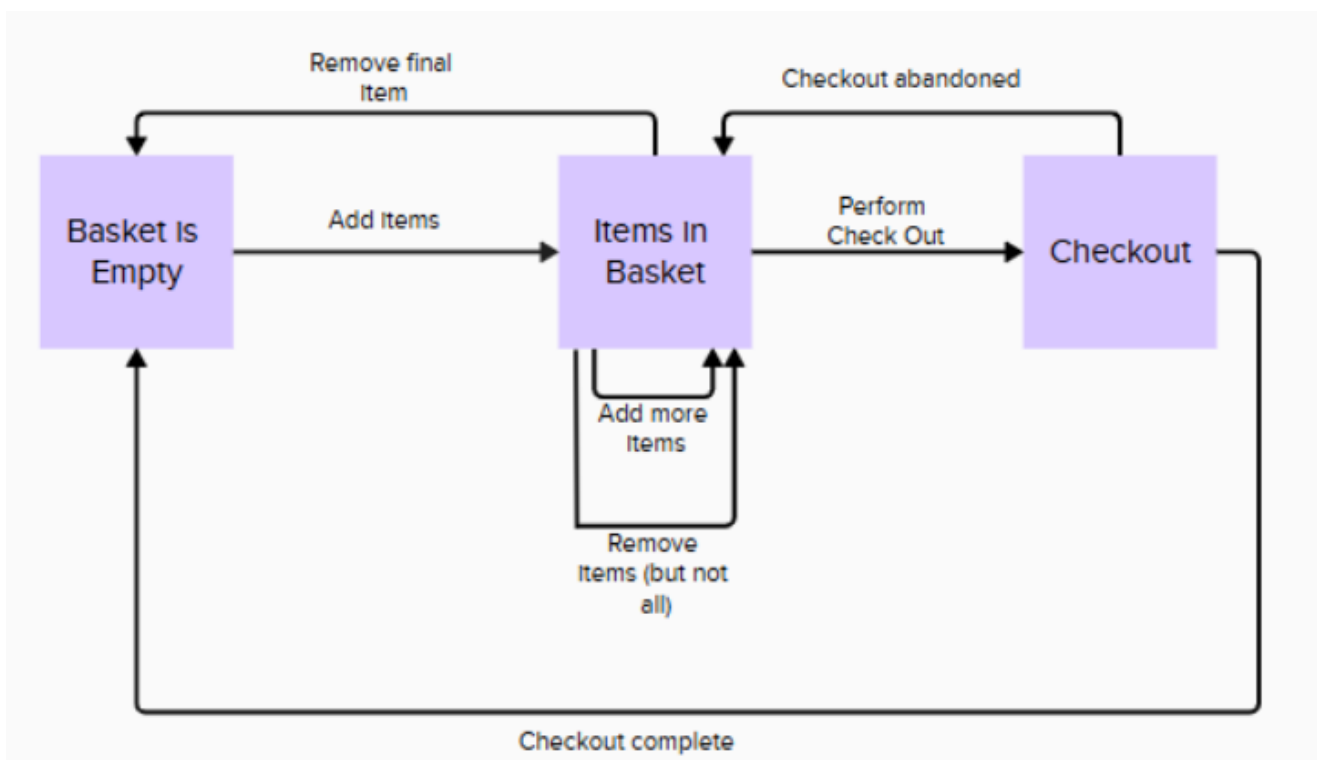 Remove final
Item
Checkout abandoned
Basket Is
Empty
Add Items
Items In
Basket
Perform
Check Out
Checkout
Add more
Items
Remove
Items (but not
all)
Checkout complete